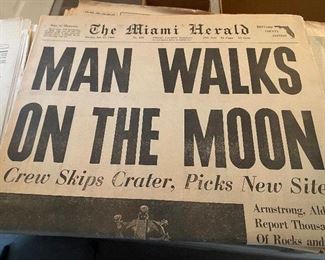 The Miami Herald
MAN WALKS
ON THE MOON
Crew Skips Crater, Picks New Site
Armstrong, Ald
Report Thousa
Of Rocks and